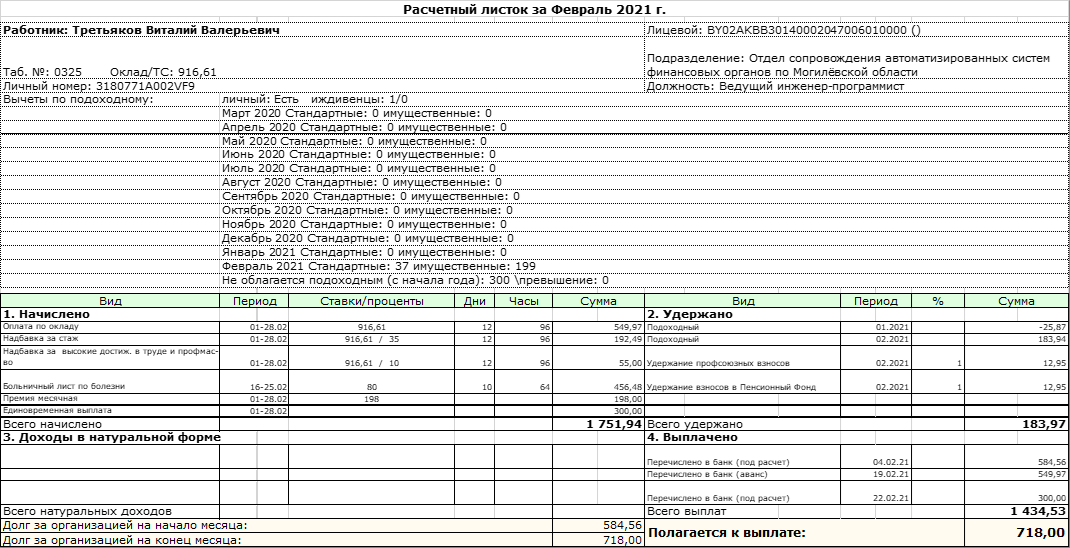 Расчетный листок за Февраль 2021 г.
Работник: Третьяков Виталий Валерьевич Лицевой: BY02AKBB30140002047006010000 ()
Таб. №: 0325 Оклад/ТС: 916,61 Подразделение: Отдел сопровождения автоматизированных систем
финансовых органов по Могилёвской области
Личный номер: 3180771A002VF9 Должность: Ведущий инженер-программист
Вычеты по подоходному: личный: Есть иждивенцы: 1/0
Март 2020 Стандартные: 0 имущественные: 0
Апрель 2020 Стандартные: 0 имущественные: 0
Май 2020 Стандартные: 0 имущественные: 0
Июнь 2020 Стандартные: 0 имущественные: 0
Июль 2020 Стандартные: 0 имущественные: 0
Август 2020 Стандартные: 0 имущественные: 0
Сентябрь 2020 Стандартные: 0 имущественные: 0
Октябрь 2020 Стандартные: 0 имущественные: 0
Ноябрь 2020 Стандартные: 0 имущественные: 0
Декабрь 2020 Стандартные: 0 имущественные: 0
Январь 2021 Стандартные: 0 имущественные: 0
Февраль 2021 Стандартные: 37 имущественные: 199
Не облагается подоходным (с начала года): 300 \превышение: 0
Вид Период Ставки/проценты Дни Часы Сумма Вид Период % Сумма
1. Начислено 2. Удержано
Оплата по окладу 01-28.02 916,61 12 96 549,97 Подоходный 01.2021 -25,87
Надбавка за стаж 01-28.02 916,61 / 35 12 96 192,49 Подоходный 02.2021 183,94
Надбавка за высокие достиж. в труде и профмас-
во 01-28.02 916,61 / 10 12 96 55,00 Удержание профсоюзных взносов 02.2021 1 12,95
Больничный лист по болезни 16-25.02 80 10 64 456,48 Удержание взносов в Пенсионный Фонд 02.2021 1 12,95
Премия месячная 01-28.02 198 198,00
Единовременная выплата 01-28.02 300,00
Всего начислено 1 751,94 Всего удержано 183,97
3. Доходы в натуральной форме 4. Выплачено
Перечислено в банк (под расчет) 04.02.21 584,56
Перечислено в банк (аванс) 19.02.21 549,97
Перечислено в банк (под расчет) 22.02.21 300,00
Всего натуральных доходов Всего выплат 1 434,53
Долг за организацией на начало месяца: 584,56
Полагается к выплате: 718,00
Долг за организацией на конец месяца: 718,00